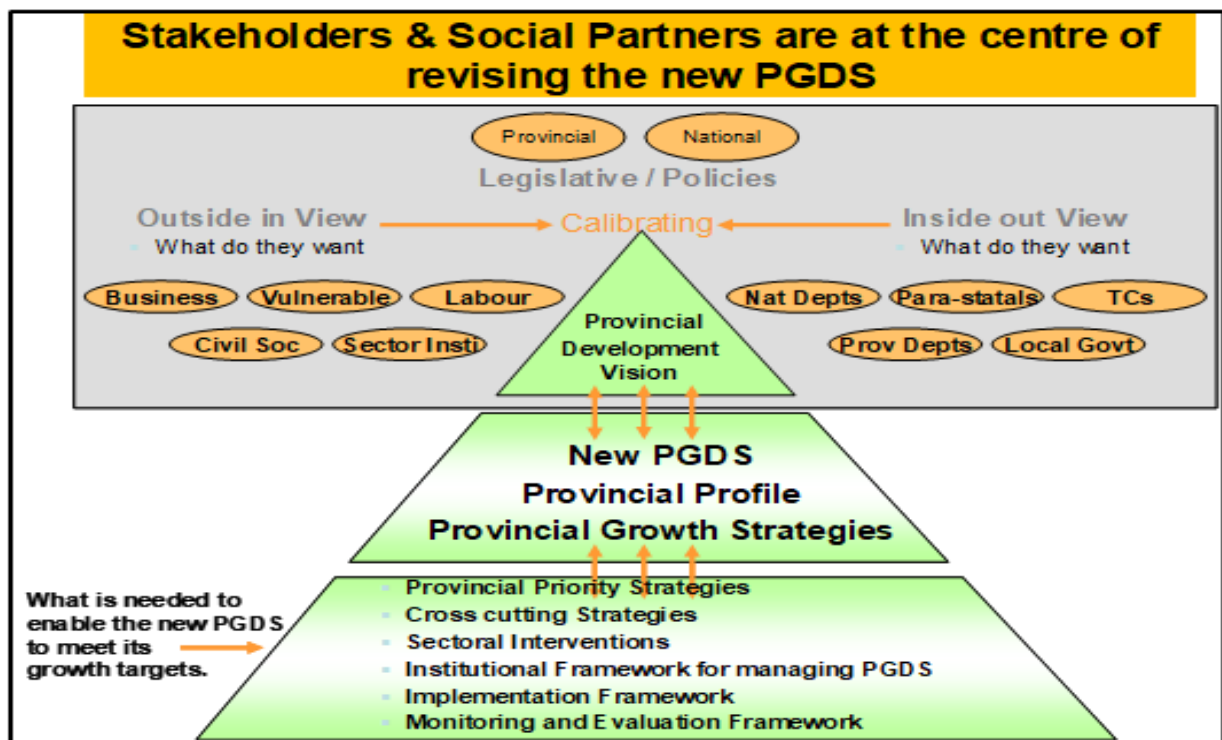 Stakeholders & Social Partners are at the centre of
revising the new PGDS
Provincial
National
Legislative / Policies
Outside in View
Calibrating
Inside out View
What do they want
What do they want
Business
Vulnerable
Labour
Nat Depts
Para-statals
TCs
Civil Soc
Sector Insti
Prov Depts
Local Govt
Provincial
Development
Vision
New PGDS
Provincial Profile
Provincial Growth Strategies
What is needed to
enable the new PGDS
to meet its
growth targets.
Provincial Priority Strategies
Cross cutting Strategies
Sectoral Interventions
Institutional Framework for managing PGDS
Implementation Framework
Monitoring and Evaluation Framework